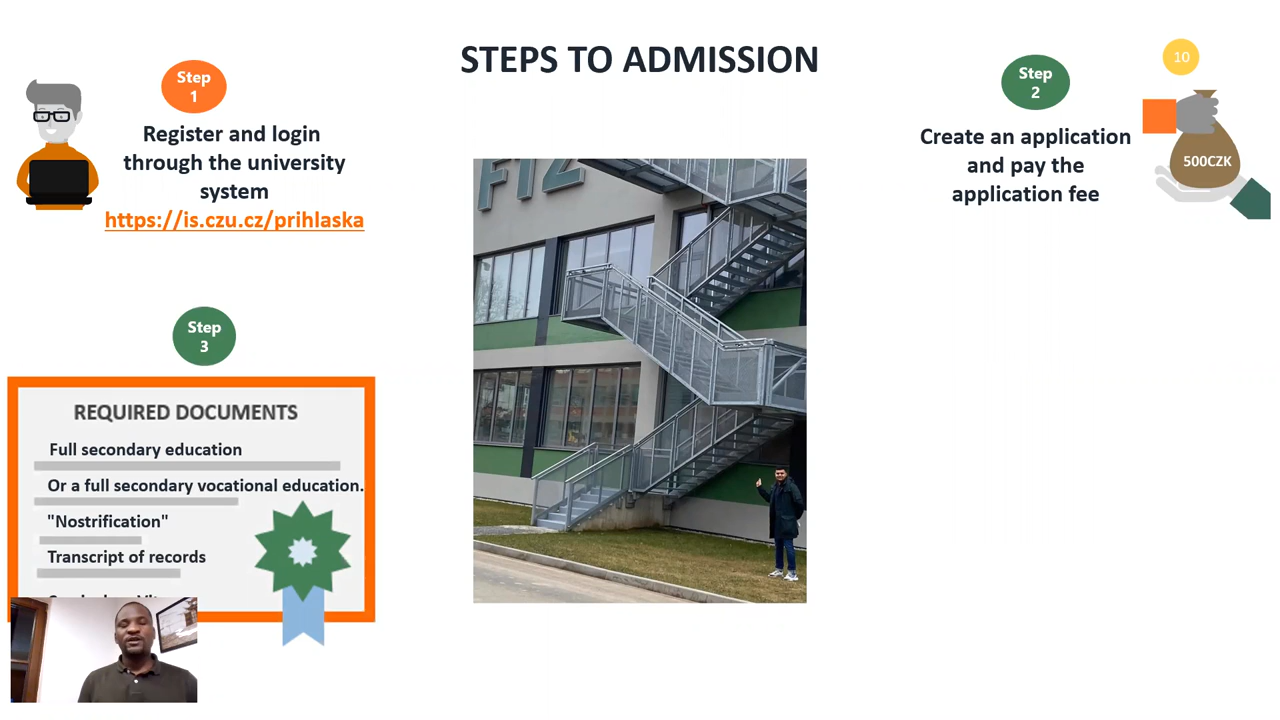 STEPS TO ADMISSION
Step
1
Register and login
through the university
system
https://is.czu.cz/prihlaska
Step
2
Create an application
and pay the
application fee
10
500CZK
Step
3
REQUIRED DOCUMENTS
Full secondary education
Or a full secondary vocational education.
"Nostrification"
Transcript of records